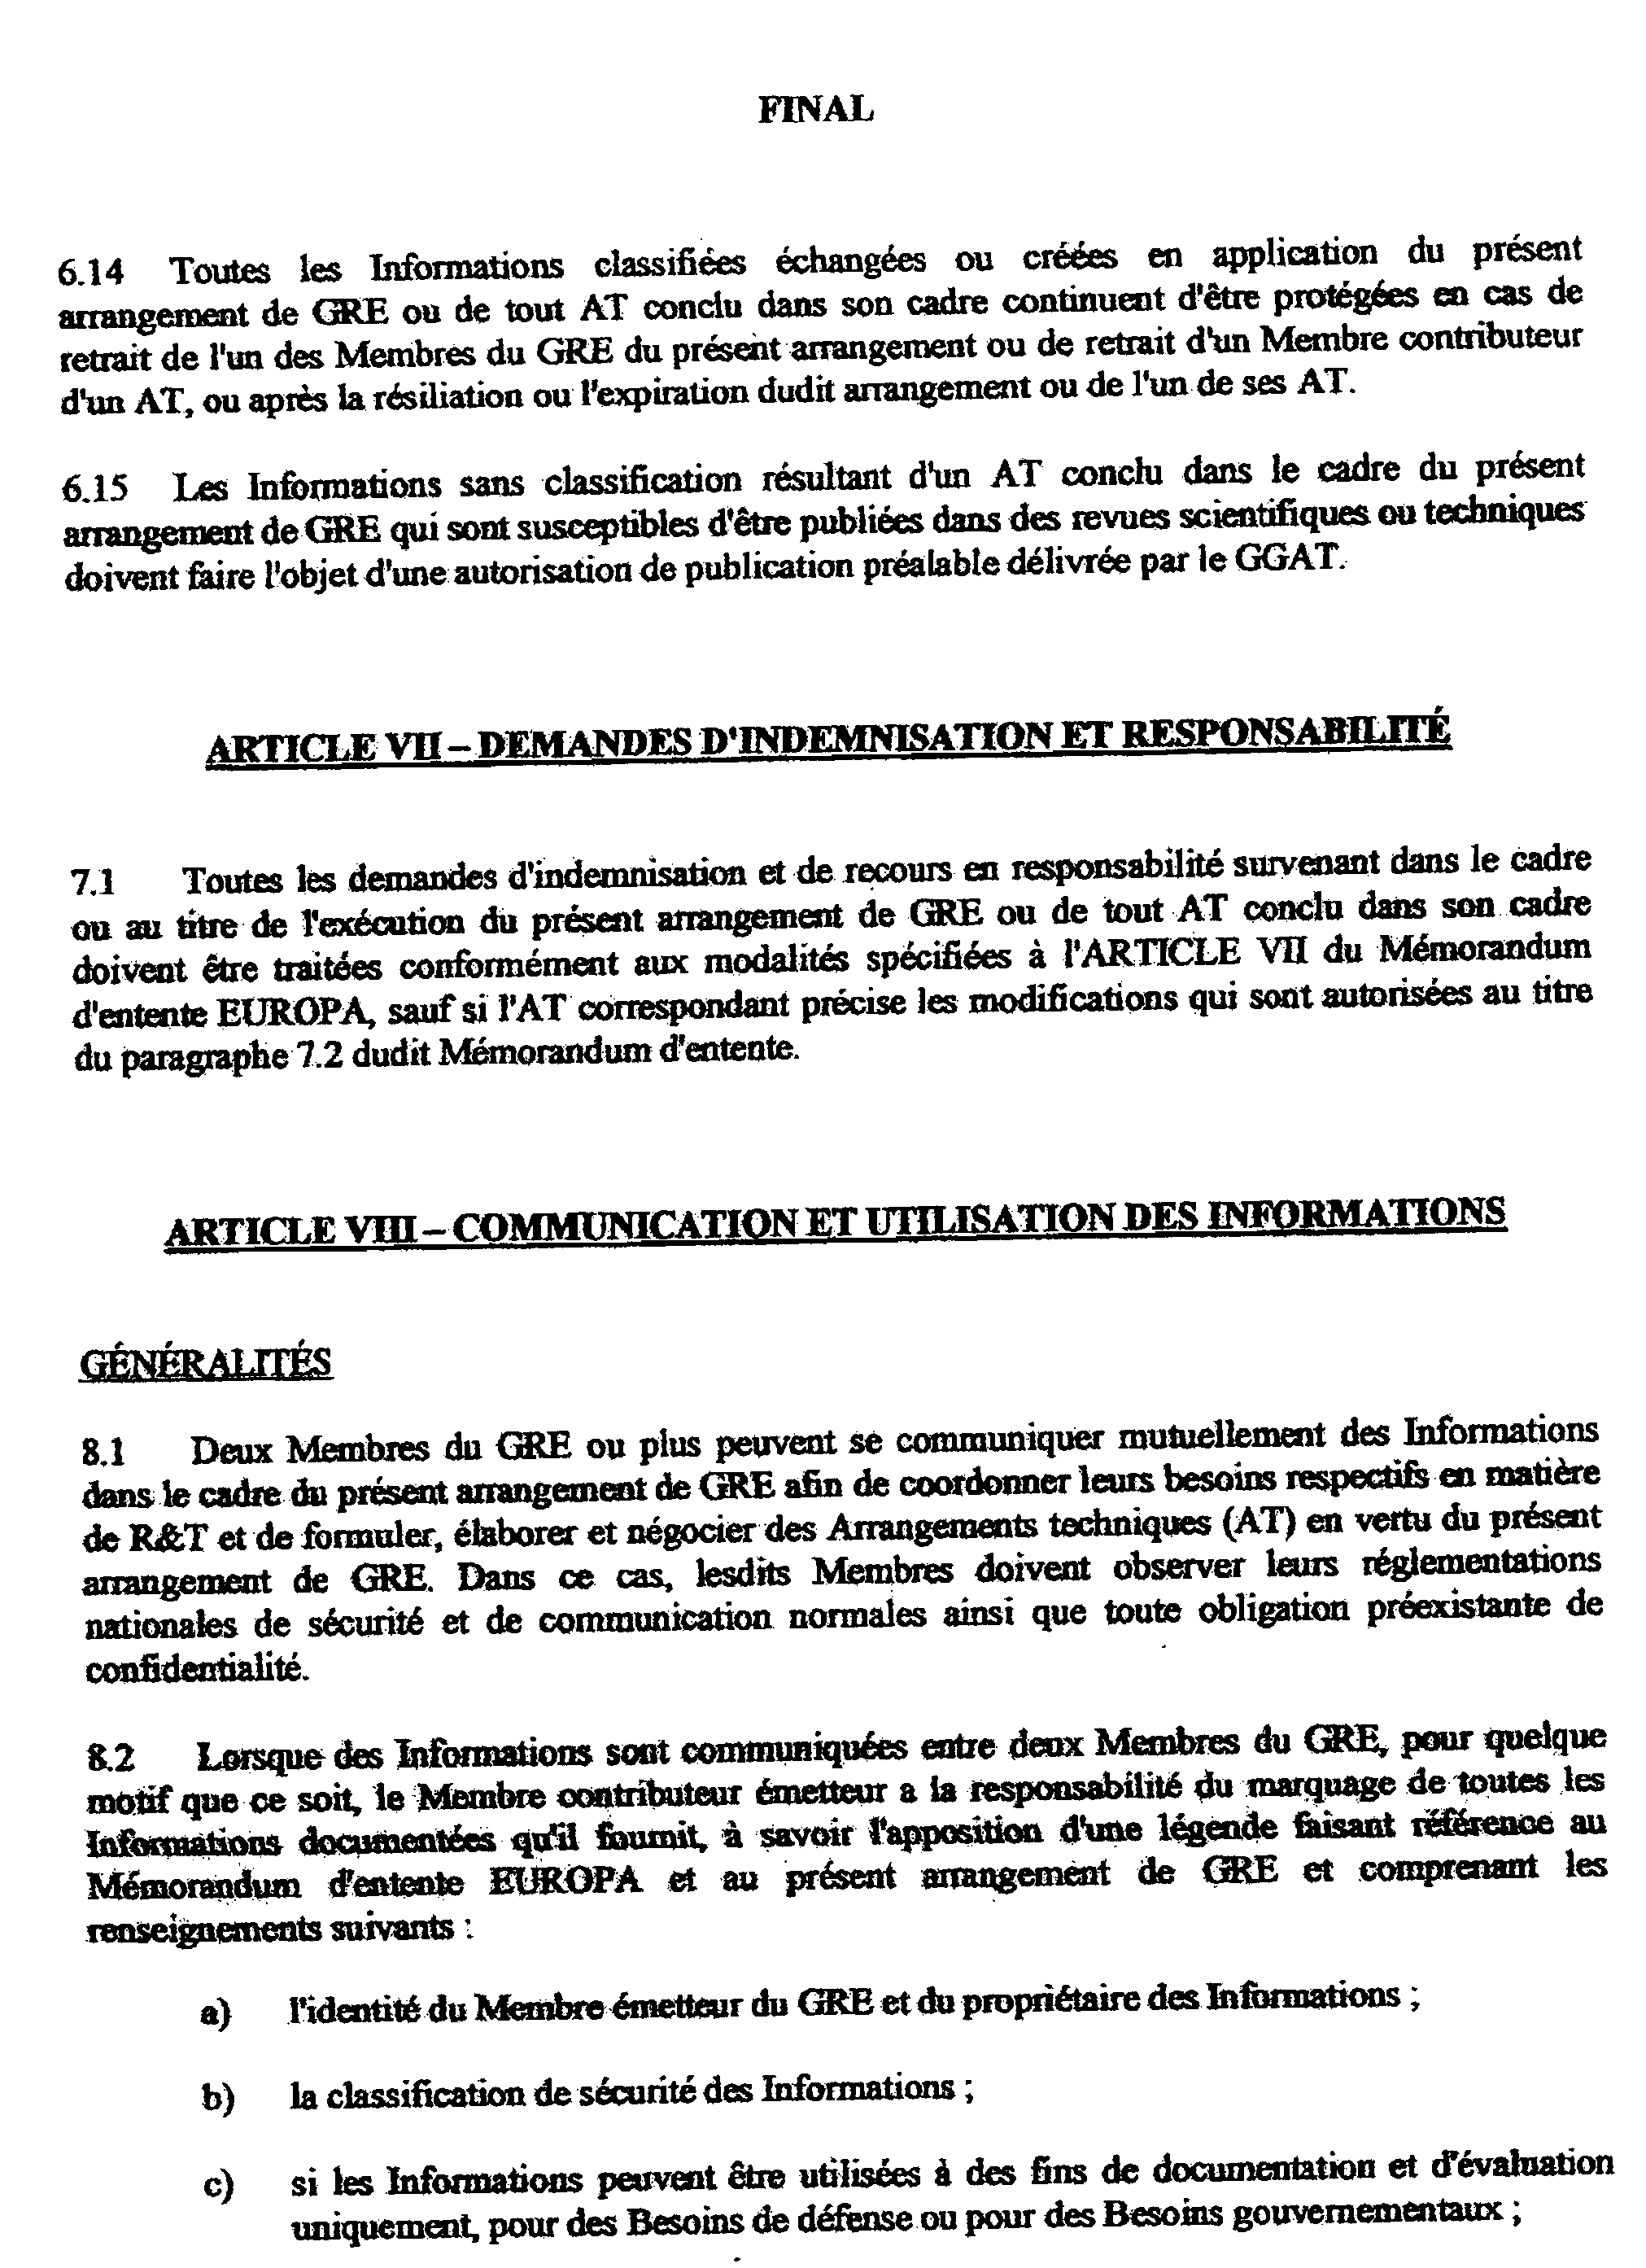 FINAL
6.14 Toutes les Informations classifiées échangées ou créées en application du présent
arrangement de GRE ou de tout AT conclu dans son cadre continuent d'être protégées en cas de
retrait de l'un des Membres du GRE du présent arrangement ou de retrait d'un Membre contributeur
d'un AT, ou après la résiliation ou l'expiration dudit arrangement ou de l'un de ses AT.
6.15 Les Informations sans classification résultant d'un AT conclu dans le cadre du présent
arrangement de GRE qui sont susceptibles d'être publiées dans des revues scientifiques ou techniques
doivent faire l'objet d'une autorisation de publication préalable délivrée par le GGAT.
ARTICLE VII – DEMANDES D'INDEMNISATION ET RESPONSABILITÉ
7.1 Toutes les demandes d'indemnisation et de recours en responsabilité survenant dans le cadre
ou au titre de l'exécution du présent arrangement de GRE ou de tout AT conclu dans son cadre
doivent être traitées conformément aux modalités spécifiées à l'ARTICLE VII du Mémorandum
d'entente EUROPA, sauf si l'AT correspondant précise les modifications qui sont autorisées au titre
du paragraphe 7.2 dudit Mémorandum d'entente.
ARTICLE VIII – COMMUNICATION ET UTILISATION DES INFORMATIONS
GÉNÉRALITÉS
8.1 Deux Membres du GRE ou plus peuvent se communiquer mutuellement des Informations
dans le cadre du présent arrangement de GRE afin de coordonner leurs besoins respectifs en matière
de R&T et de formuler, élaborer et négocier des Arrangements techniques (AT) en vertu du présent
arrangement de GRE. Dans ce cas, lesdits Membres doivent observer leurs réglementations
nationales de sécurité et de communication normales ainsi que toute obligation préexistante de
confidentialité.
8.2 Lorsque des Informations sont communiquées entre deux Membres du GRE, pour quelque
motif que ce soit, le Membre contributeur émetteur a la responsabilité du marquage de toutes les
Informations documentées qu'il fournit, à savoir l'apposition d'une légende faisant référence au
Mémorandum d'entente EUROPA et au présent arrangement de GRE et comprenant les
renseignements suivants :
a) l'identité du Membre émetteur du GRE et du propriétaire des Informations ;
b) la classification de sécurité des Informations ;
c) si les Informations peuvent être utilisées à des fins de documentation et d'évaluation
uniquement, pour des Besoins de défense ou pour des Besoins gouvernementaux ;